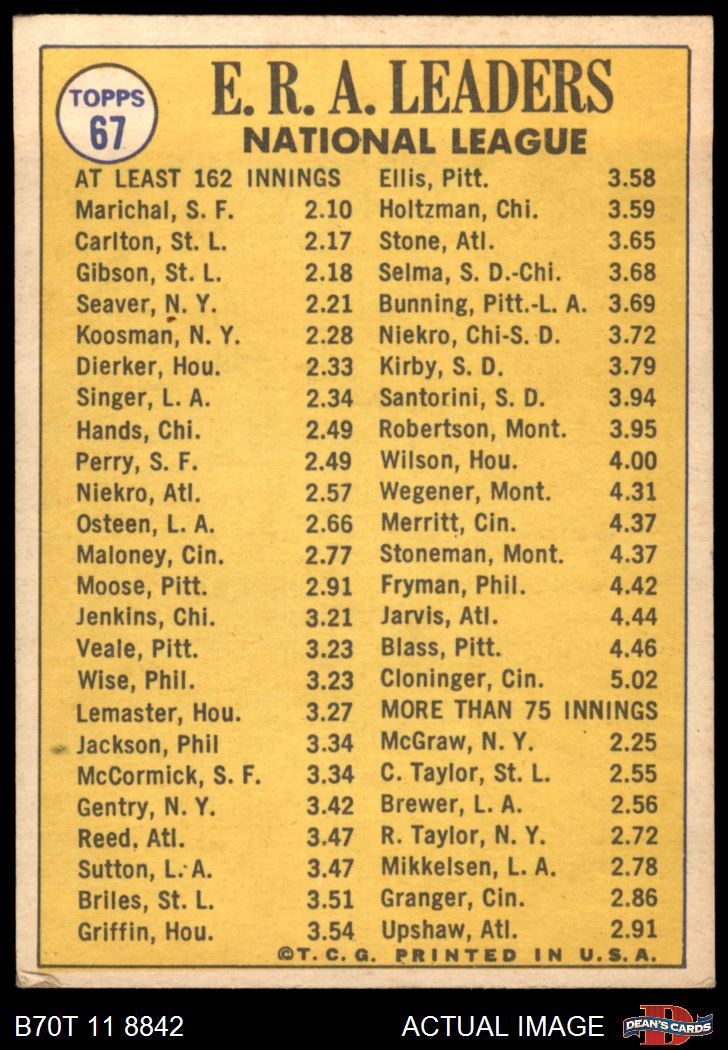 TOPPS
67
E. R. A. LEADERS
NATIONAL LEAGUE
AT LEAST 162 INNINGS
Marichal, S. F. 2.10
Carlton, St. L. 2.17
Gibson, St. L. 2.18
Seaver, N. Y. 2.21
Koosman, N. Y. 2.28
Dierker, Hou. 2.33
Singer, L. A. 2.34
Hands, Chi. 2.49
Perry, S. F. 2.49
Niekro, Atl. 2.57
Osteen, L. A. 2.66
Maloney, Cin. 2.77
Moose, Pitt. 2.91
Jenkins, Chi. 3.21
Veale, Pitt. 3.23
Wise, Phil. 3.23
Lemaster, Hou. 3.27
Jackson, Phil 3.34
McCormick, S. F. 3.34
Gentry, N. Y. 3.42
Reed, Atl. 3.47
Sutton, L. A. 3.47
Briles, St. L. 3.51
Griffin, Hou. 3.54
Ellis, Pitt. 3.58
Holtzman, Chi. 3.59
Stone, Atl. 3.65
Selma, S. D.-Chi. 3.68
Bunning, Pitt.-L. A. 3.69
Niekro, Chi-S. D. 3.72
Kirby, S. D. 3.79
Santorini, S. D. 3.94
Robertson, Mont. 3.95
Wilson, Hou. 4.00
Wegener, Mont. 4.31
Merritt, Cin. 4.37
Stoneman, Mont. 4.37
Fryman, Phil. 4.42
Jarvis, Atl. 4.44
Blass, Pitt. 4.46
Cloninger, Cin. 5.02
MORE THAN 75 INNINGS
McGraw, N. Y. 2.25
C. Taylor, St. L. 2.55
Brewer, L. A. 2.56
R. Taylor, N. Y. 2.72
Mikkelsen, L. A. 2.78
Granger, Cin. 2.86
Upshaw, Atl. 2.91
©T. C. G. PRINTED IN U. S. A.
B70T 11 8842
ACTUAL IMAGE
D
DEAN'S CARDS